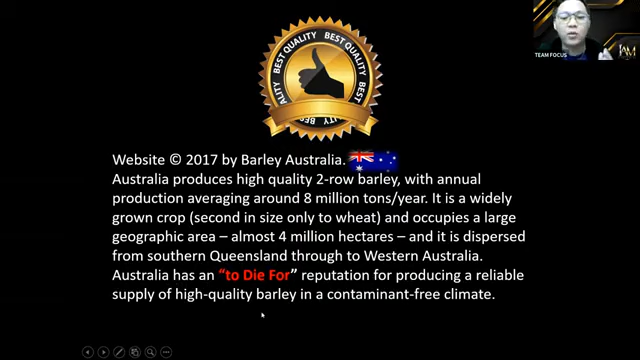 BEST QUALITY BEST QUALITY BEST
QUALITY
BEST QUALITY
TEAM FOCUS
IAM
Website © 2017 by Barley Australia.
Australia produces high quality 2-row barley, with annual
production averaging around 8 million tons/year. It is a widely
grown crop (second in size only to wheat) and occupies a large
geographic area – almost 4 million hectares – and it is dispersed
from southern Queensland through to Western Australia.
Australia has an “to Die For” reputation for producing a reliable
supply of high-quality barley in a contaminant-free climate.